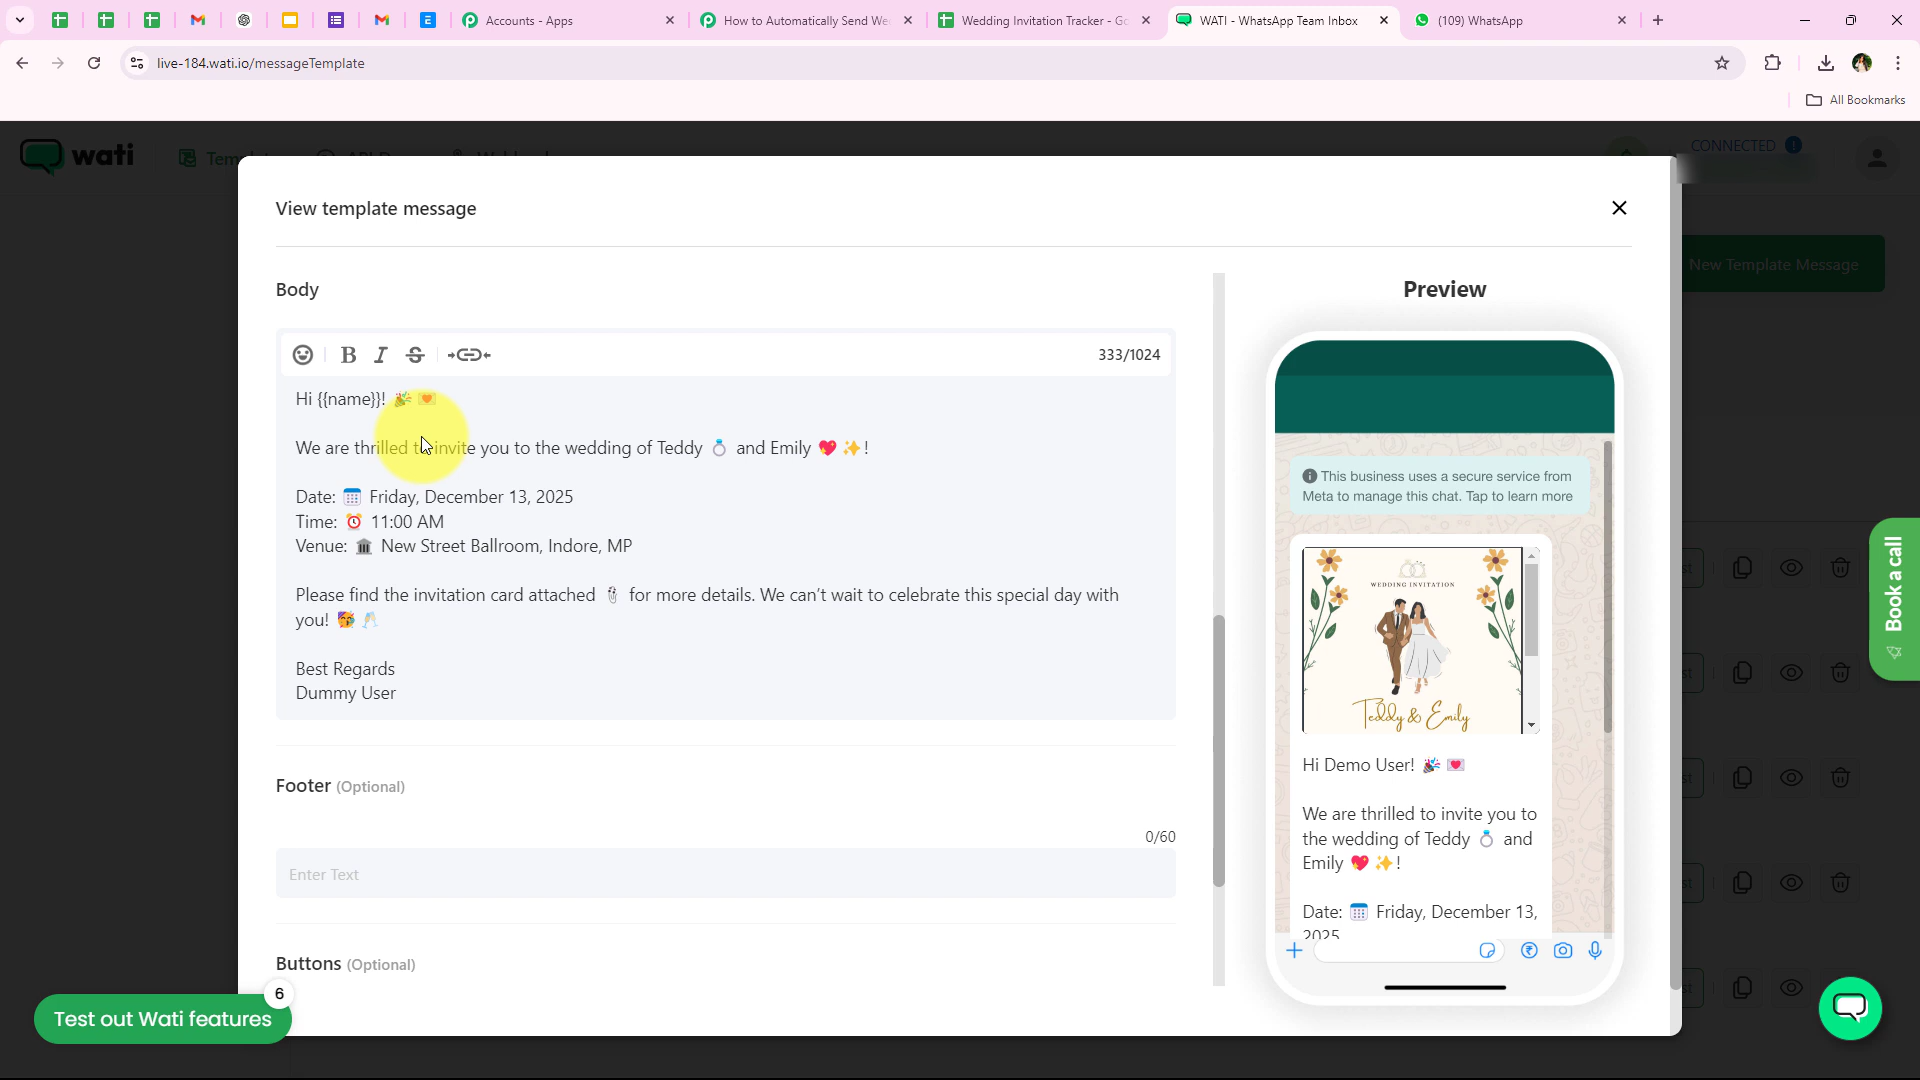 Accounts - Apps
How to Automatically Send We
Wedding Invitation Tracker - Go
WATI - WhatsApp Team Inbox
(109) WhatsApp
live-184.wati.io/messageTemplate
All Bookmarks
wati
CONNECTED
View template message
New Template Message
Body
Preview
333/1024
Hi {{name}}! 🎉 💌
We are thrilled to invite you to the wedding of Teddy 💍 and Emily 💖 ✨!
Date: 🗓️ Friday, December 13, 2025
Time: ⏰ 11:00 AM
Venue: 🏛️ New Street Ballroom, Indore, MP
Please find the invitation card attached 🖇️ for more details. We can’t wait to celebrate this special day with
you! 🥳 🥂
Best Regards
Dummy User
Footer (Optional)
0/60
Enter Text
Buttons (Optional)
This business uses a secure service from
Meta to manage this chat. Tap to learn more
WEDDING INVITATION
Teddy & Emily
Hi Demo User! 🎉 💌
We are thrilled to invite you to
the wedding of Teddy 💍 and
Emily 💖 ✨!
Date: 🗓️ Friday, December 13,
2025
Book a call
6
Test out Wati features